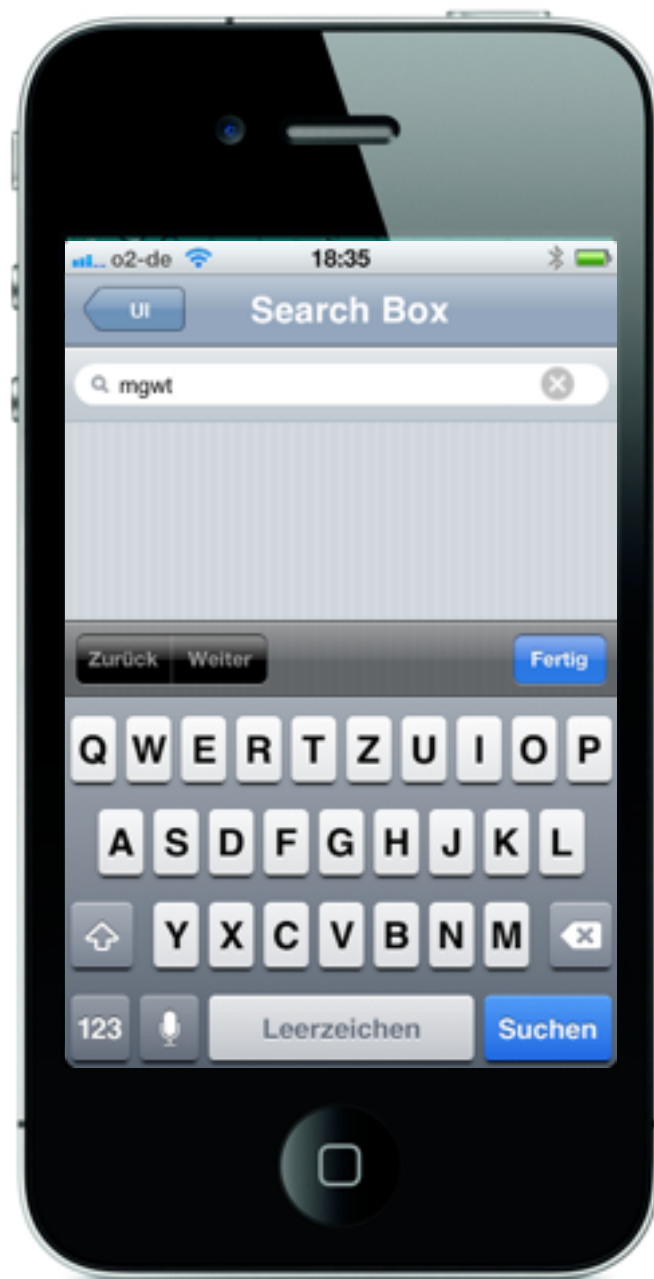 o2-de 18:35
UI Search Box
mgwt
Zurück Weiter Fertig
Q W E R T Z U I O P
A S D F G H J K L
Y X C V B N M
123 Leerzeichen Suchen